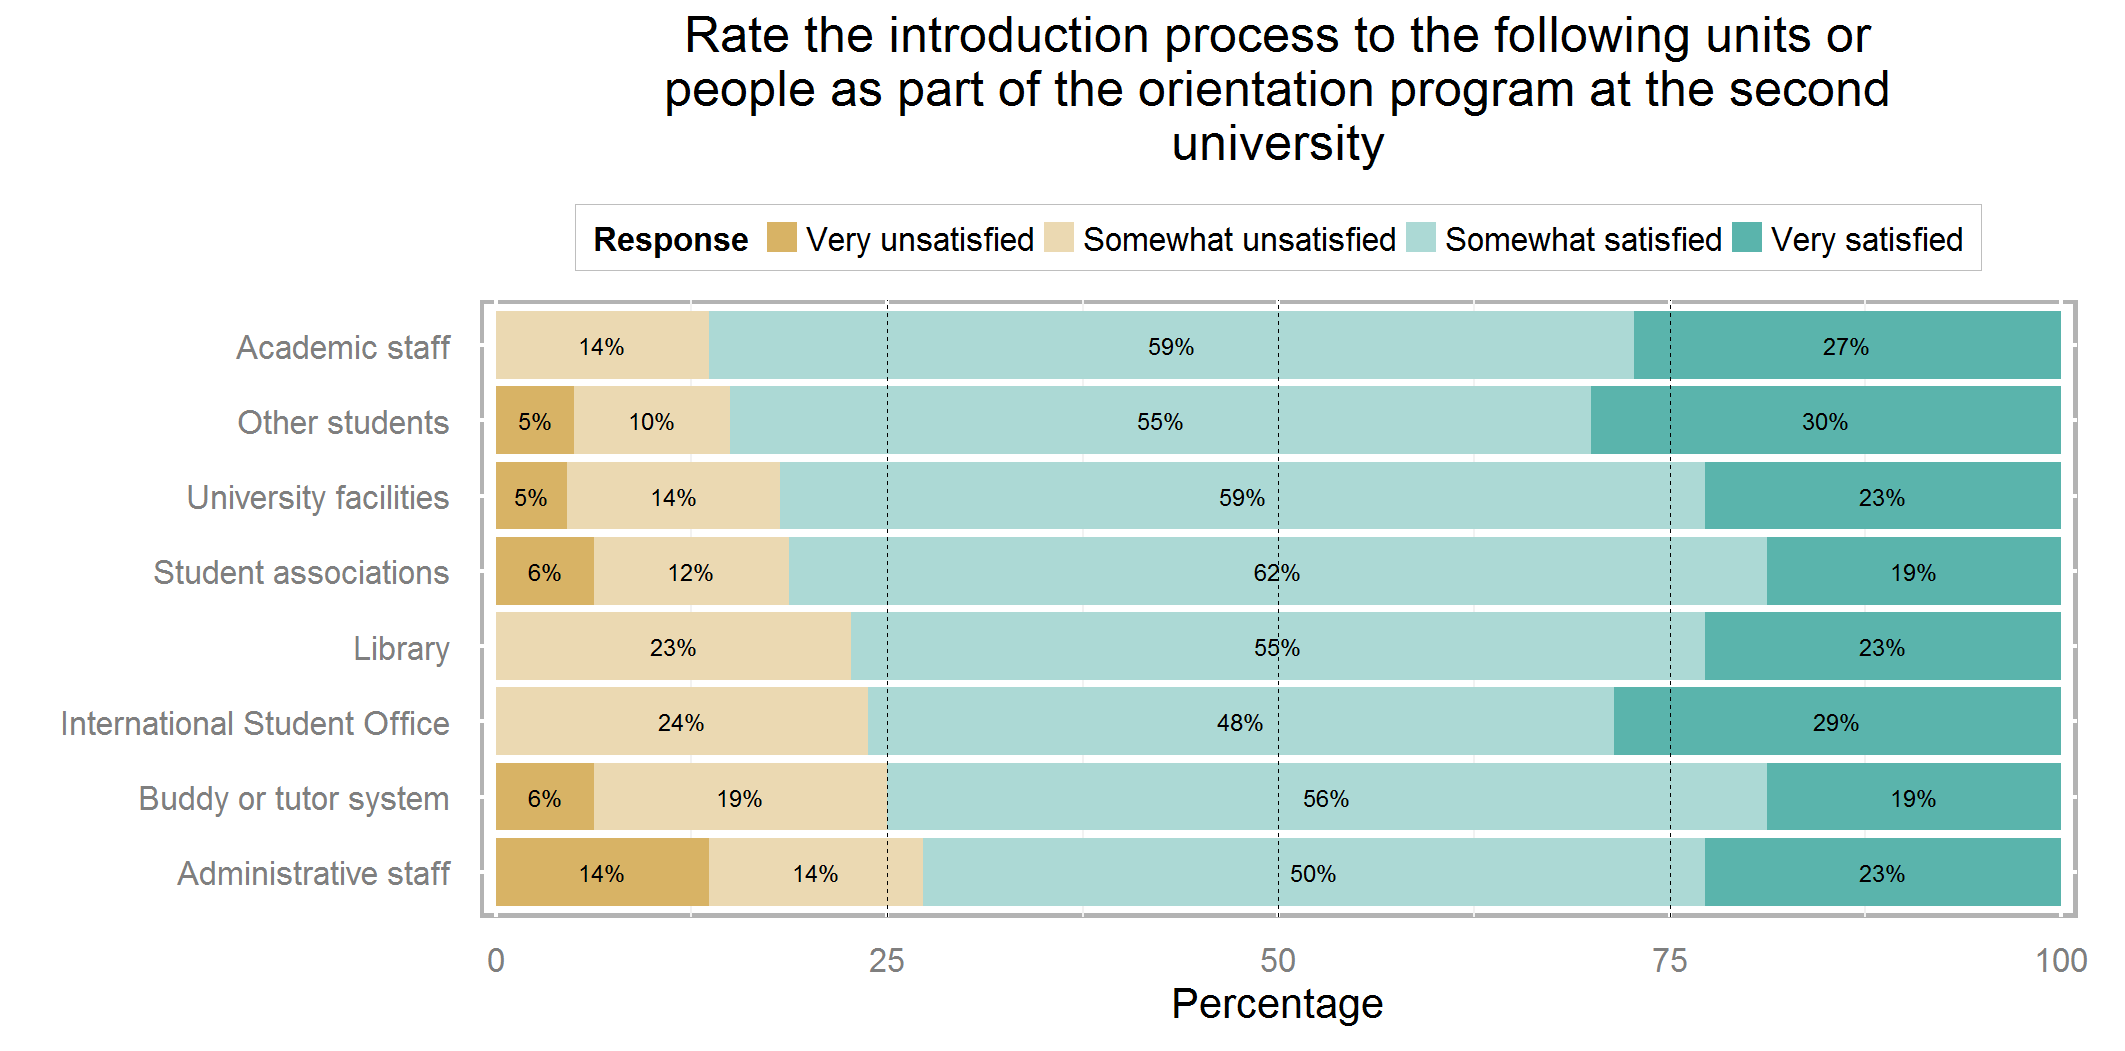 Rate the introduction process to the following units or
people as part of the orientation program at the second
university
Response Very unsatisfied Somewhat unsatisfied Somewhat satisfied Very satisfied
Academic staff 14% 59% 27%
Other students 5% 10% 55% 30%
University facilities 5% 14% 59% 23%
Student associations 6% 12% 62% 19%
Library 23% 55% 23%
International Student Office 24% 48% 29%
Buddy or tutor system 6% 19% 56% 19%
Administrative staff 14% 14% 50% 23%
0 25 50 75 100
Percentage